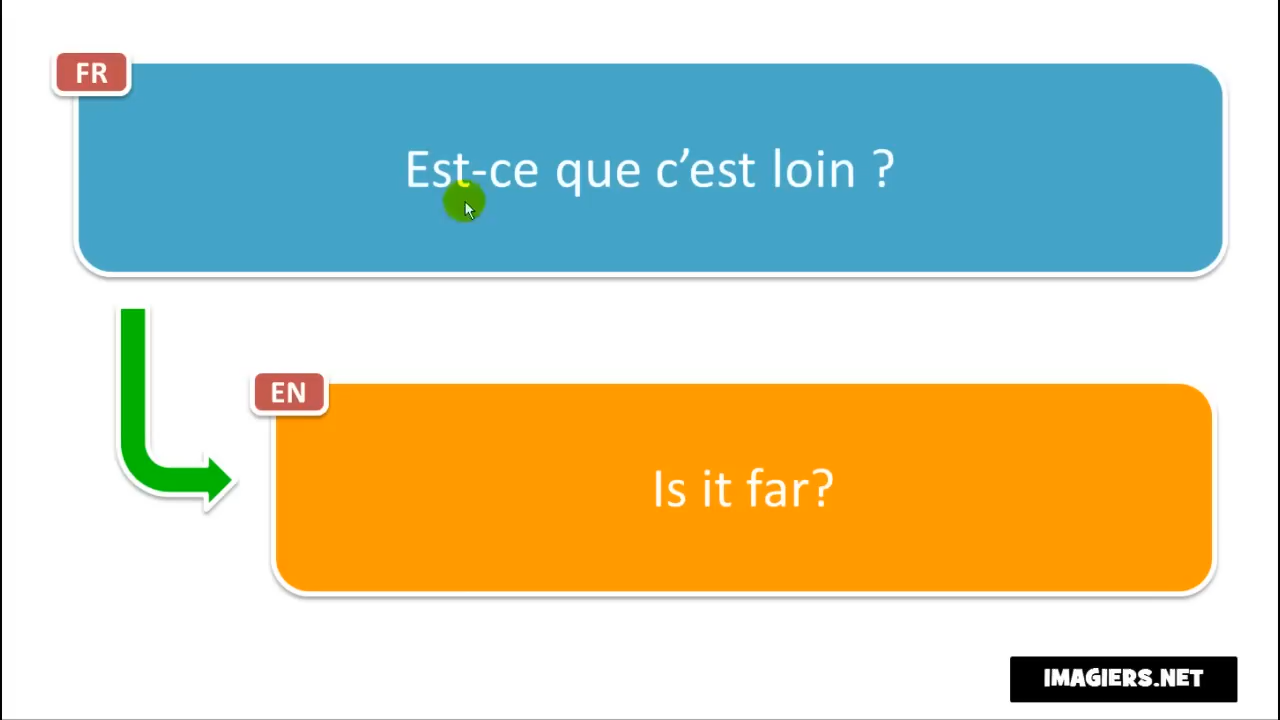 FR
Est-ce que c’est loin ?
EN
Is it far?
IMAGIERS.NET